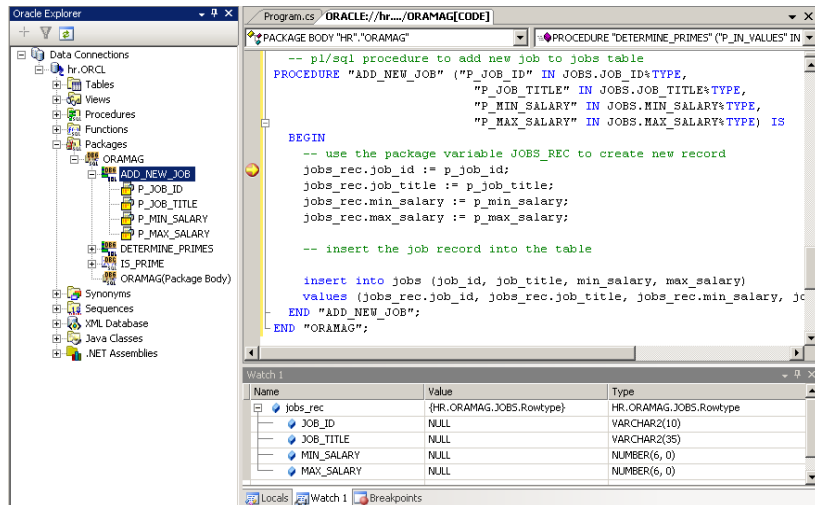 Oracle Explorer
Data Connections
hr.ORCL
Tables
Views
Procedures
Functions
Packages
ORAMAG
ADD_NEW_JOB
P_JOB_ID
P_JOB_TITLE
P_MIN_SALARY
P_MAX_SALARY
DETERMINE_PRIMES
IS_PRIME
ORAMAG(Package Body)
Synonyms
Sequences
XML Database
Java Classes
.NET Assemblies
Program.cs ORACLE://hr..../ORAMAG[CODE]
PACKAGE BODY "HR"."ORAMAG" PROCEDURE "DETERMINE_PRIMES" ("P_IN_VALUES" IN
-- pl/sql procedure to add new job to jobs table
PROCEDURE "ADD_NEW_JOB" ("P_JOB_ID" IN JOBS.JOB_ID%TYPE,
"P_JOB_TITLE" IN JOBS.JOB_TITLE%TYPE,
"P_MIN_SALARY" IN JOBS.MIN_SALARY%TYPE,
"P_MAX_SALARY" IN JOBS.MAX_SALARY%TYPE) IS
BEGIN
-- use the package variable JOBS_REC to create new record
jobs_rec.job_id := p_job_id;
jobs_rec.job_title := p_job_title;
jobs_rec.min_salary := p_min_salary;
jobs_rec.max_salary := p_max_salary;
-- insert the job record into the table
insert into jobs (job_id, job_title, min_salary, max_salary)
values (jobs_rec.job_id, jobs_rec.job_title, jobs_rec.min_salary, jo
END "ADD_NEW_JOB";
END "ORAMAG";
Watch 1
Name Value Type
jobs_rec {HR.ORAMAG.JOBS.Rowtype} HR.ORAMAG.JOBS.Rowtype
JOB_ID NULL VARCHAR2(10)
JOB_TITLE NULL VARCHAR2(35)
MIN_SALARY NULL NUMBER(6, 0)
MAX_SALARY NULL NUMBER(6, 0)
Locals Watch 1 Breakpoints